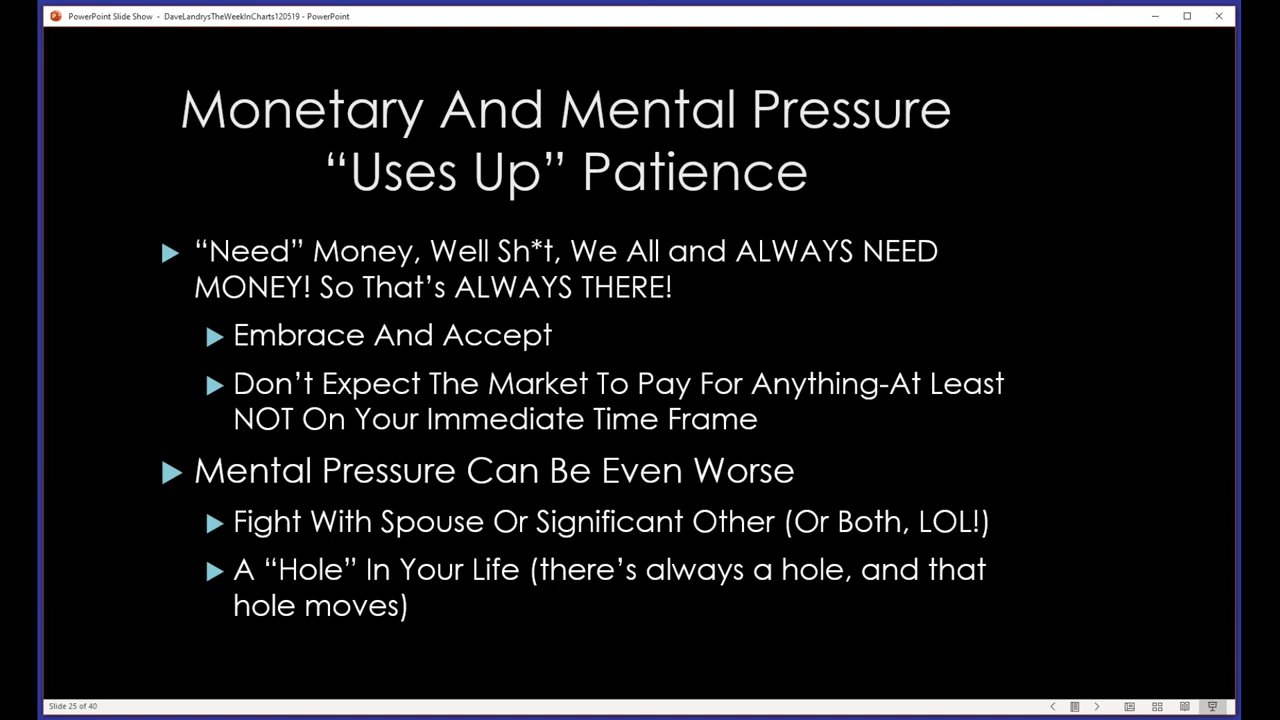 PowerPoint Slide Show - DaveLandrysTheWeekInCharts120519 - PowerPoint
Monetary And Mental Pressure
“Uses Up” Patience
“Need” Money, Well Sh*t, We All and ALWAYS NEED
MONEY! So That’s ALWAYS THERE!
Embrace And Accept
Don’t Expect The Market To Pay For Anything-At Least
NOT On Your Immediate Time Frame
Mental Pressure Can Be Even Worse
Fight With Spouse Or Significant Other (Or Both, LOL!)
A “Hole” In Your Life (there’s always a hole, and that
hole moves)
Slide 25 of 40